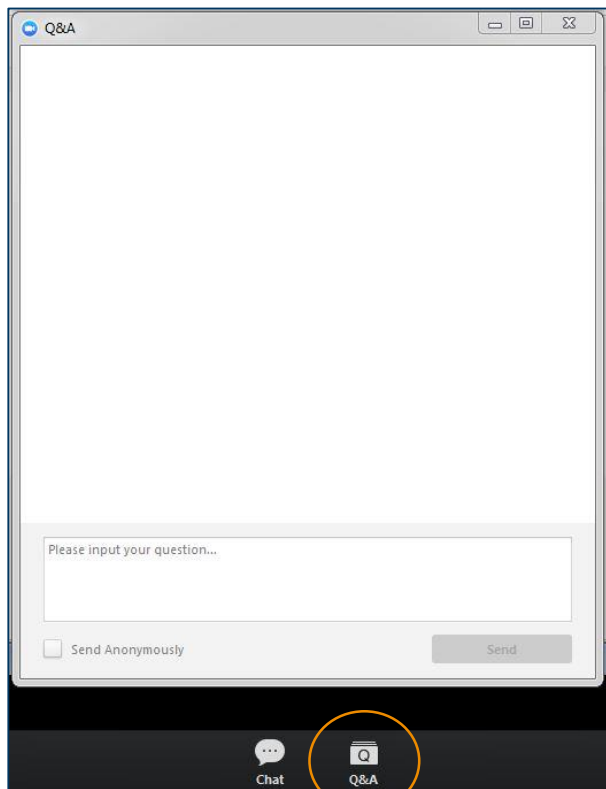 Q&A
Please input your question...
Send Anonymously
Send
Q
Chat
Q&A